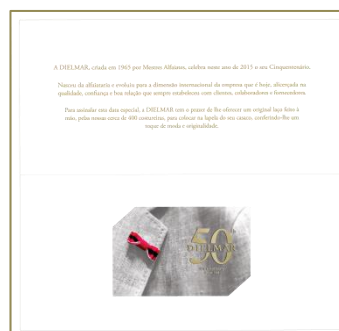 A DIELMAR, criada em 1965 por Mestres Alfaiates, celebra neste ano de 2015 o seu Cinquentenário.
Nasceu da alfaiataria e evoluiu para a dimensão internacional da empresa que é hoje, alicerçada na
qualidade, confiança e boa relação que sempre estabeleceu com clientes, colaboradores e fornecedores.
Para assinalar esta data especial, a DIELMAR tem o prazer de lhe oferecer um original laço feito à
mão, pelas nossas cerca de 400 costureiras, para colocar na lapela do seu casaco, conferindo-lhe um
toque de moda e originalidade.
50
DIELMAR